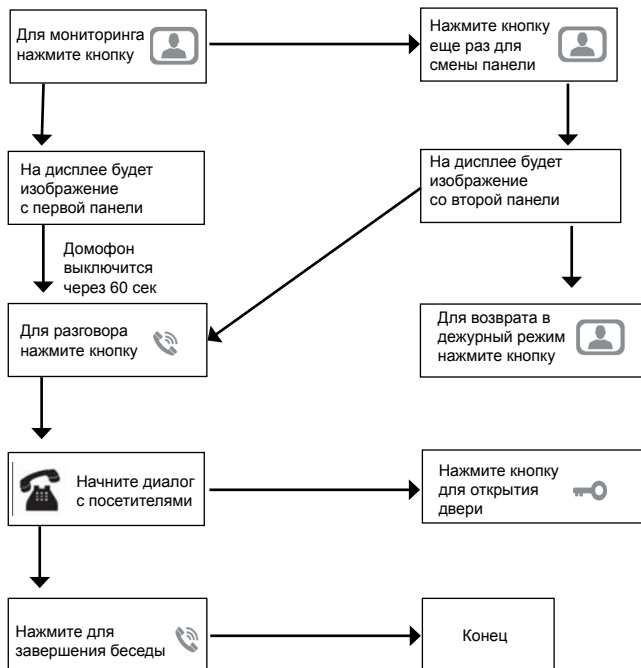 Для мониторинга
нажмите кнопку
Нажмите кнопку
еще раз для
смены панели
На дисплее будет
изображение
с первой панели
На дисплее будет
изображение
со второй панели
Домофон
выключится
через 60 сек
Для разговора
нажмите кнопку
Для возврата в
дежурный режим
нажмите кнопку
Начните диалог
с посетителями
Нажмите кнопку
для открытия
двери
Нажмите для
завершения беседы
Конец